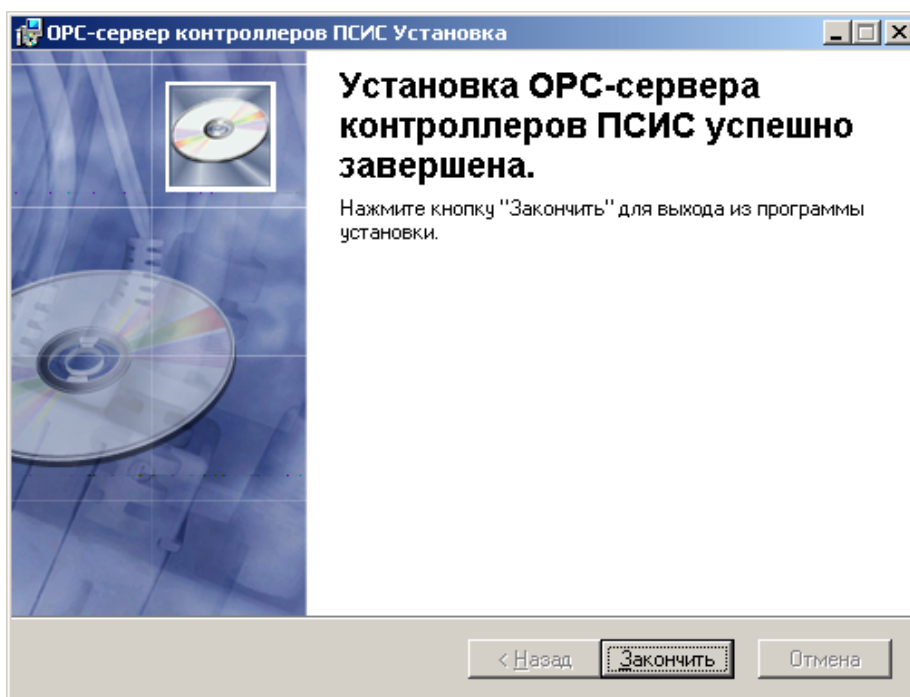 ОРС-сервер контроллеров ПСИС Установка
Установка ОРС-сервера
контроллеров ПСИС успешно
завершена.
Нажмите кнопку "Закончить" для выхода из программы
установки.
< Назад
Закончить
Отмена